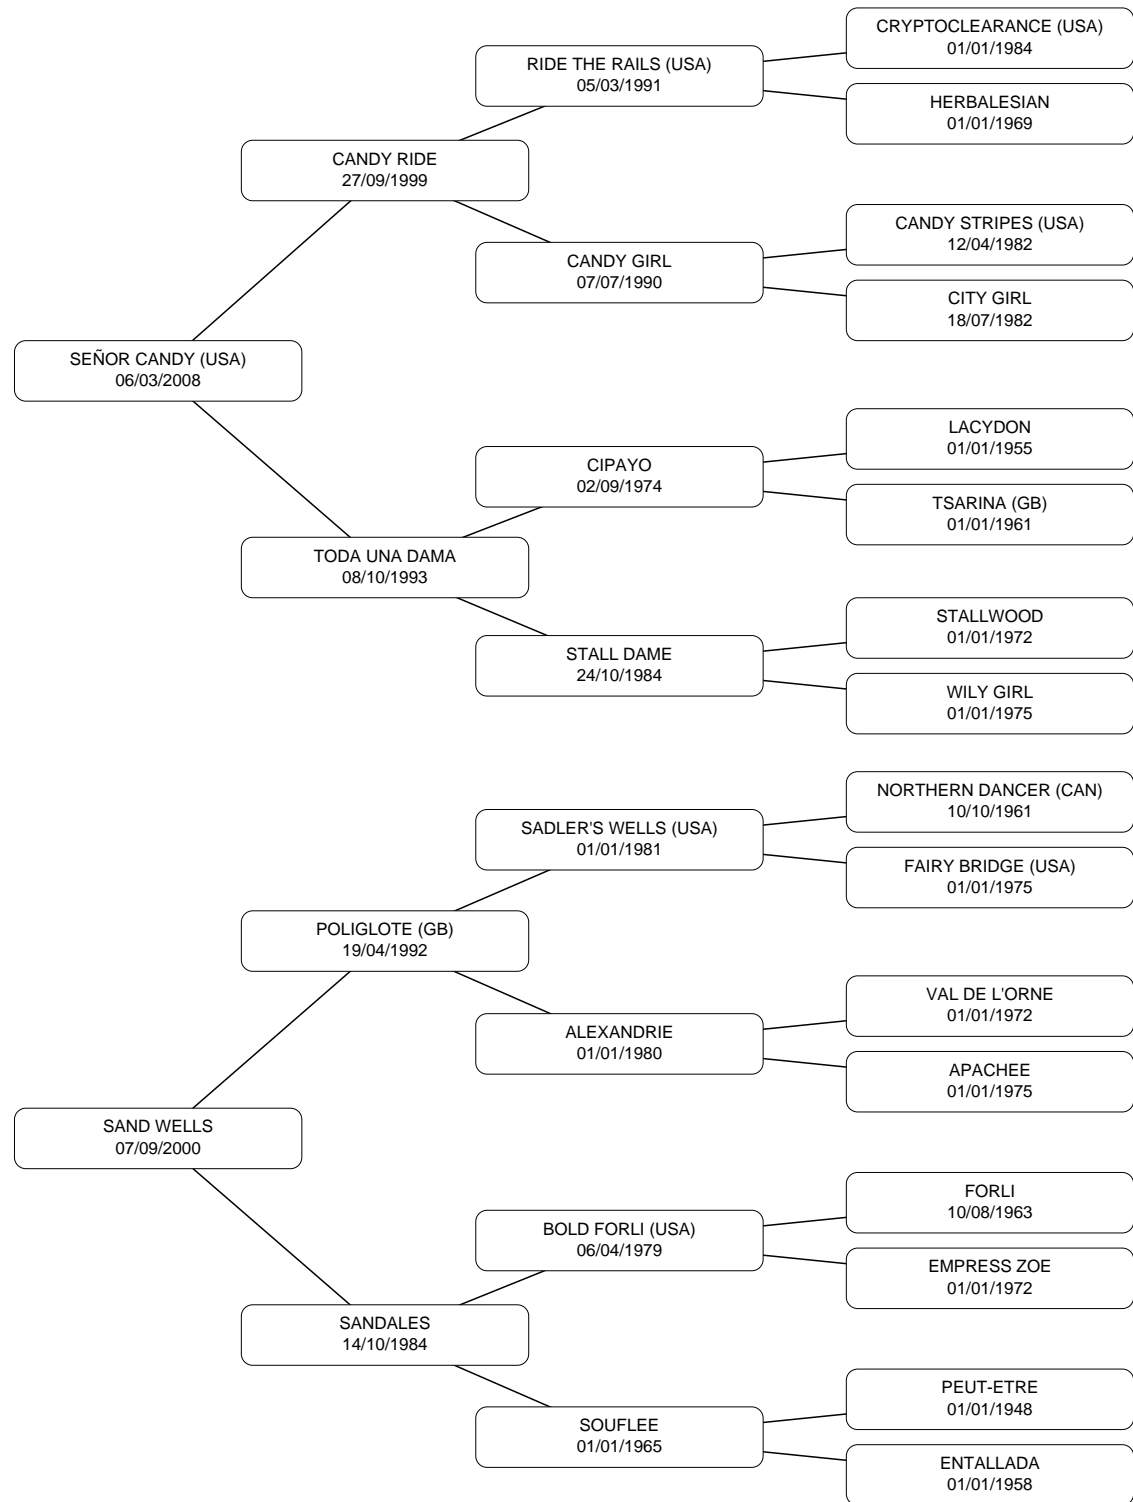 CRYPTOCLEARANCE (USA)
01/01/1984
RIDE THE RAILS (USA)
05/03/1991
HERBALESIAN
01/01/1969
CANDY RIDE
27/09/1999
CANDY STRIPES (USA)
12/04/1982
CANDY GIRL
07/07/1990
CITY GIRL
18/07/1982
SEÑOR CANDY (USA)
06/03/2008
LACYDON
01/01/1955
CIPAYO
02/09/1974
TSARINA (GB)
01/01/1961
TODA UNA DAMA
08/10/1993
STALLWOOD
01/01/1972
STALL DAME
24/10/1984
WILY GIRL
01/01/1975
NORTHERN DANCER (CAN)
10/10/1961
SADLER'S WELLS (USA)
01/01/1981
FAIRY BRIDGE (USA)
01/01/1975
POLIGLOTE (GB)
19/04/1992
VAL DE L'ORNE
01/01/1972
ALEXANDRIE
01/01/1980
APACHEE
01/01/1975
SAND WELLS
07/09/2000
FORLI
10/08/1963
BOLD FORLI (USA)
06/04/1979
EMPRESS ZOE
01/01/1972
SANDALES
14/10/1984
PEUT-ETRE
01/01/1948
SOUFLEE
01/01/1965
ENTALLADA
01/01/1958